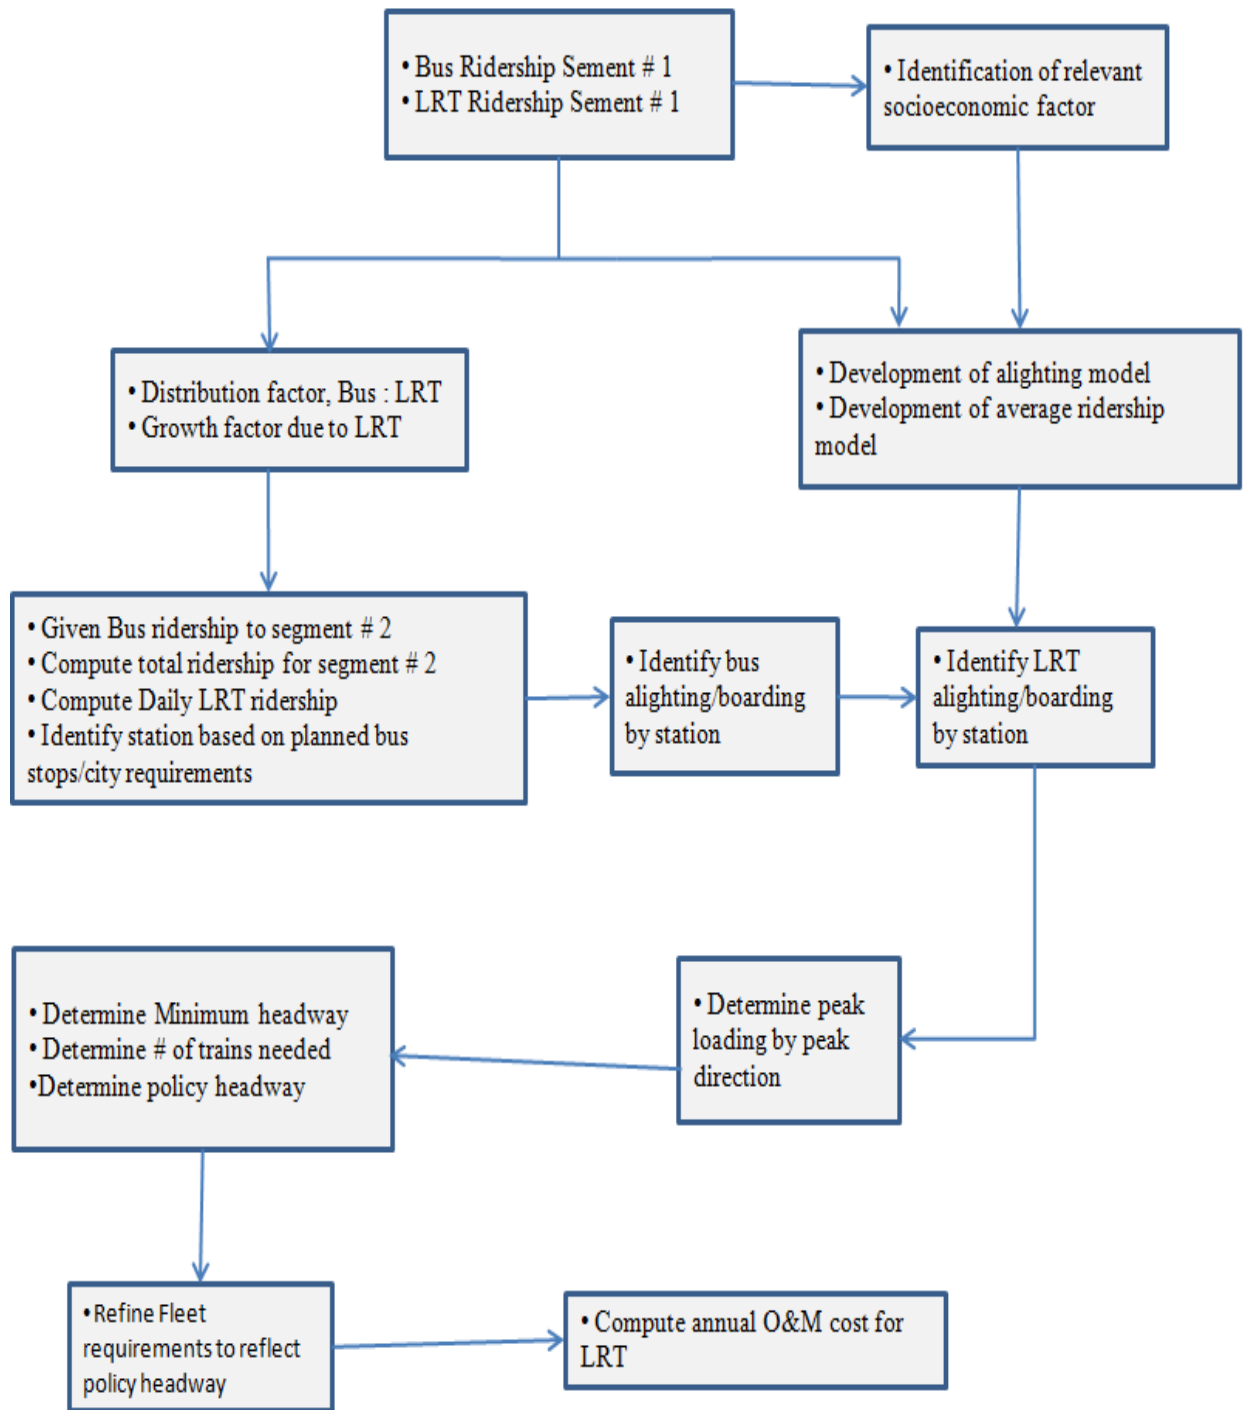 • Bus Ridership Sement # 1
• LRT Ridership Sement # 1
• Identification of relevant
socioeconomic factor
• Distribution factor, Bus : LRT
• Growth factor due to LRT
• Development of alighting model
• Development of average ridership
model
• Given Bus ridership to segment # 2
• Compute total ridership for segment # 2
• Compute Daily LRT ridership
• Identify station based on planned bus
stops/city requirements
• Identify bus
alighting/boarding
by station
• Identify LRT
alighting/boarding
by station
• Determine peak
loading by peak
direction
• Determine Minimum headway
• Determine # of trains needed
•Determine policy headway
•Refine Fleet
requirements to reflect
policy headway
• Compute annual O&M cost for
LRT